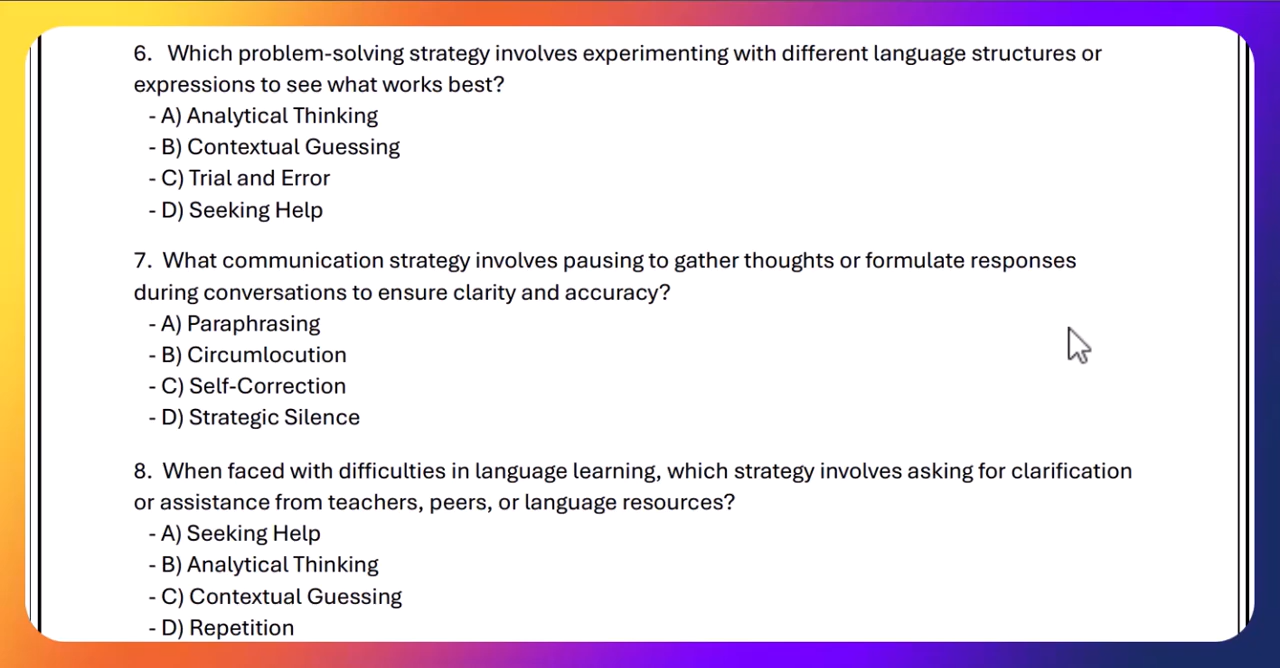 6. Which problem-solving strategy involves experimenting with different language structures or
expressions to see what works best?
- A) Analytical Thinking
- B) Contextual Guessing
- C) Trial and Error
- D) Seeking Help
7. What communication strategy involves pausing to gather thoughts or formulate responses
during conversations to ensure clarity and accuracy?
- A) Paraphrasing
- B) Circumlocution
- C) Self-Correction
- D) Strategic Silence
8. When faced with difficulties in language learning, which strategy involves asking for clarification
or assistance from teachers, peers, or language resources?
- A) Seeking Help
- B) Analytical Thinking
- C) Contextual Guessing
- D) Repetition